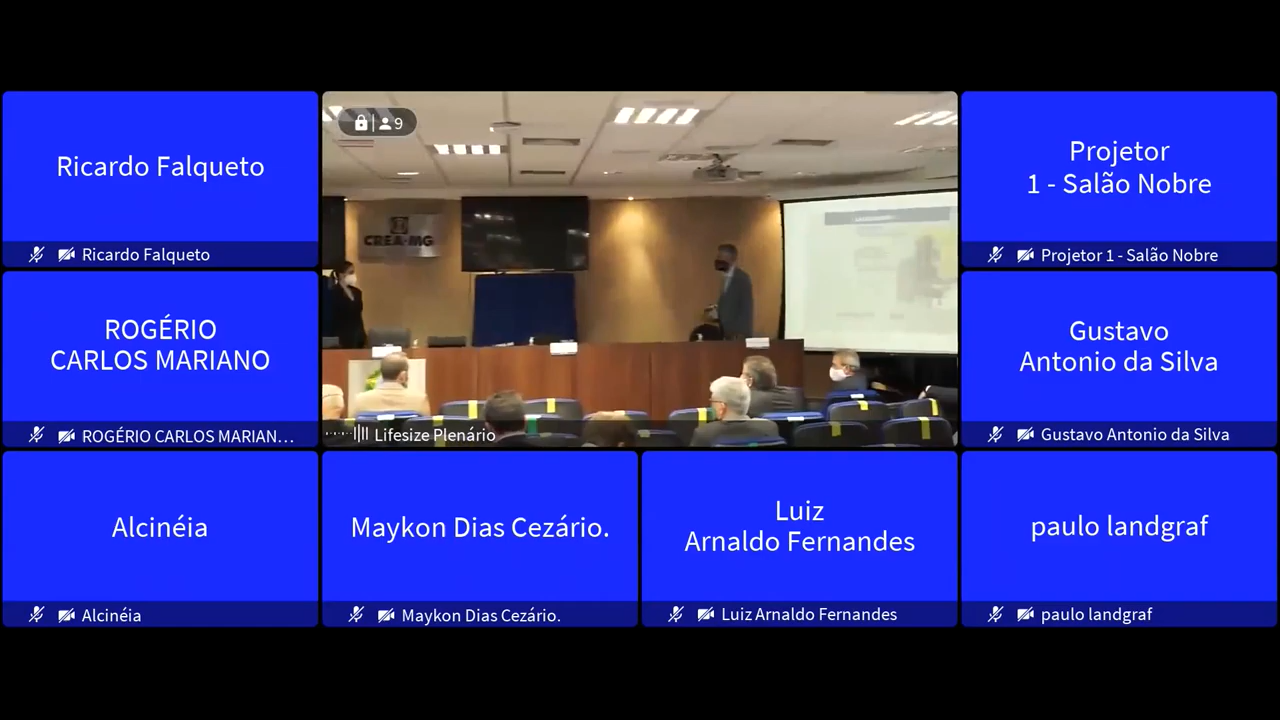 Ricardo Falqueto
Ricardo Falqueto
9
CREA-MG
Lifesize Plenário
Projetor
1 - Salão Nobre
Projetor 1 - Salão Nobre
ROGÉRIO
CARLOS MARIANO
ROGÉRIO CARLOS MARIAN...
Gustavo
Antonio da Silva
Gustavo Antonio da Silva
Alcinéia
Alcinéia
Maykon Dias Cezário.
Maykon Dias Cezário.
Luiz
Arnaldo Fernandes
Luiz Arnaldo Fernandes
paulo landgraf
paulo landgraf